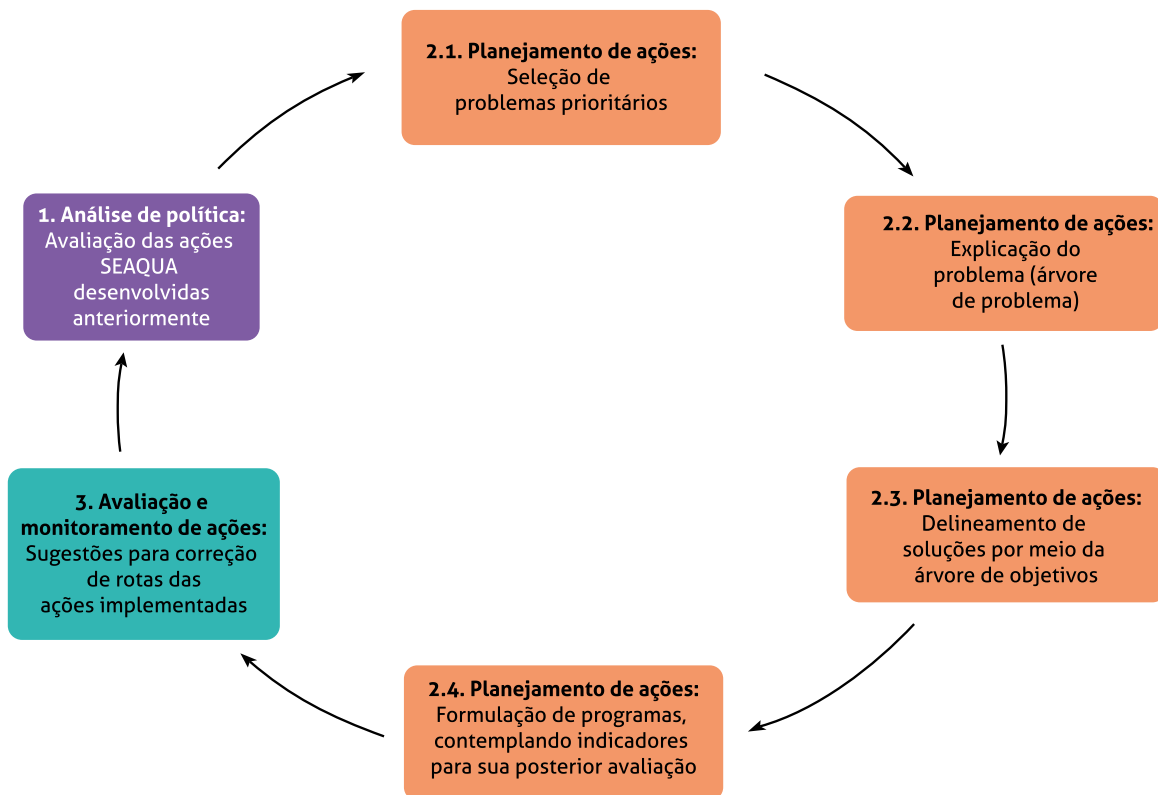 2.1. Planejamento de ações:
Seleção de
problemas prioritários
2.2. Planejamento de ações:
Explicação do
problema (árvore
de problema)
2.3. Planejamento de ações:
Delineamento de
soluções por meio da
árvore de objetivos
2.4. Planejamento de ações:
Formulação de programas,
contemplando indicadores
para sua posterior avaliação
3. Avaliação e
monitoramento de ações:
Sugestões para correção
de rotas das
ações implementadas
1. Análise de política:
Avaliação das ações
SEAQUA
desenvolvidas
anteriormente